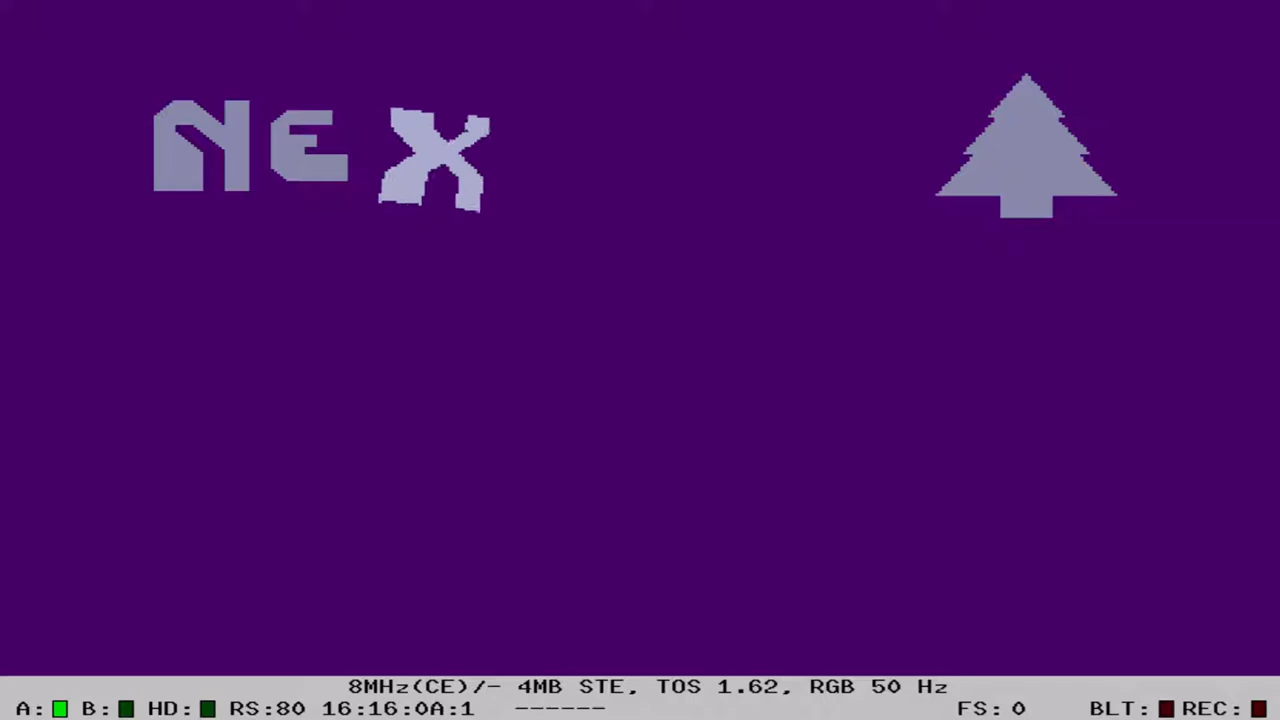 NEX
8MHz(CE)/- 4MB STE, TOS 1.62, RGB 50 Hz
A: B: HD: RS:80 16:16:0A:1 ------ FS: 0 BLT: REC: